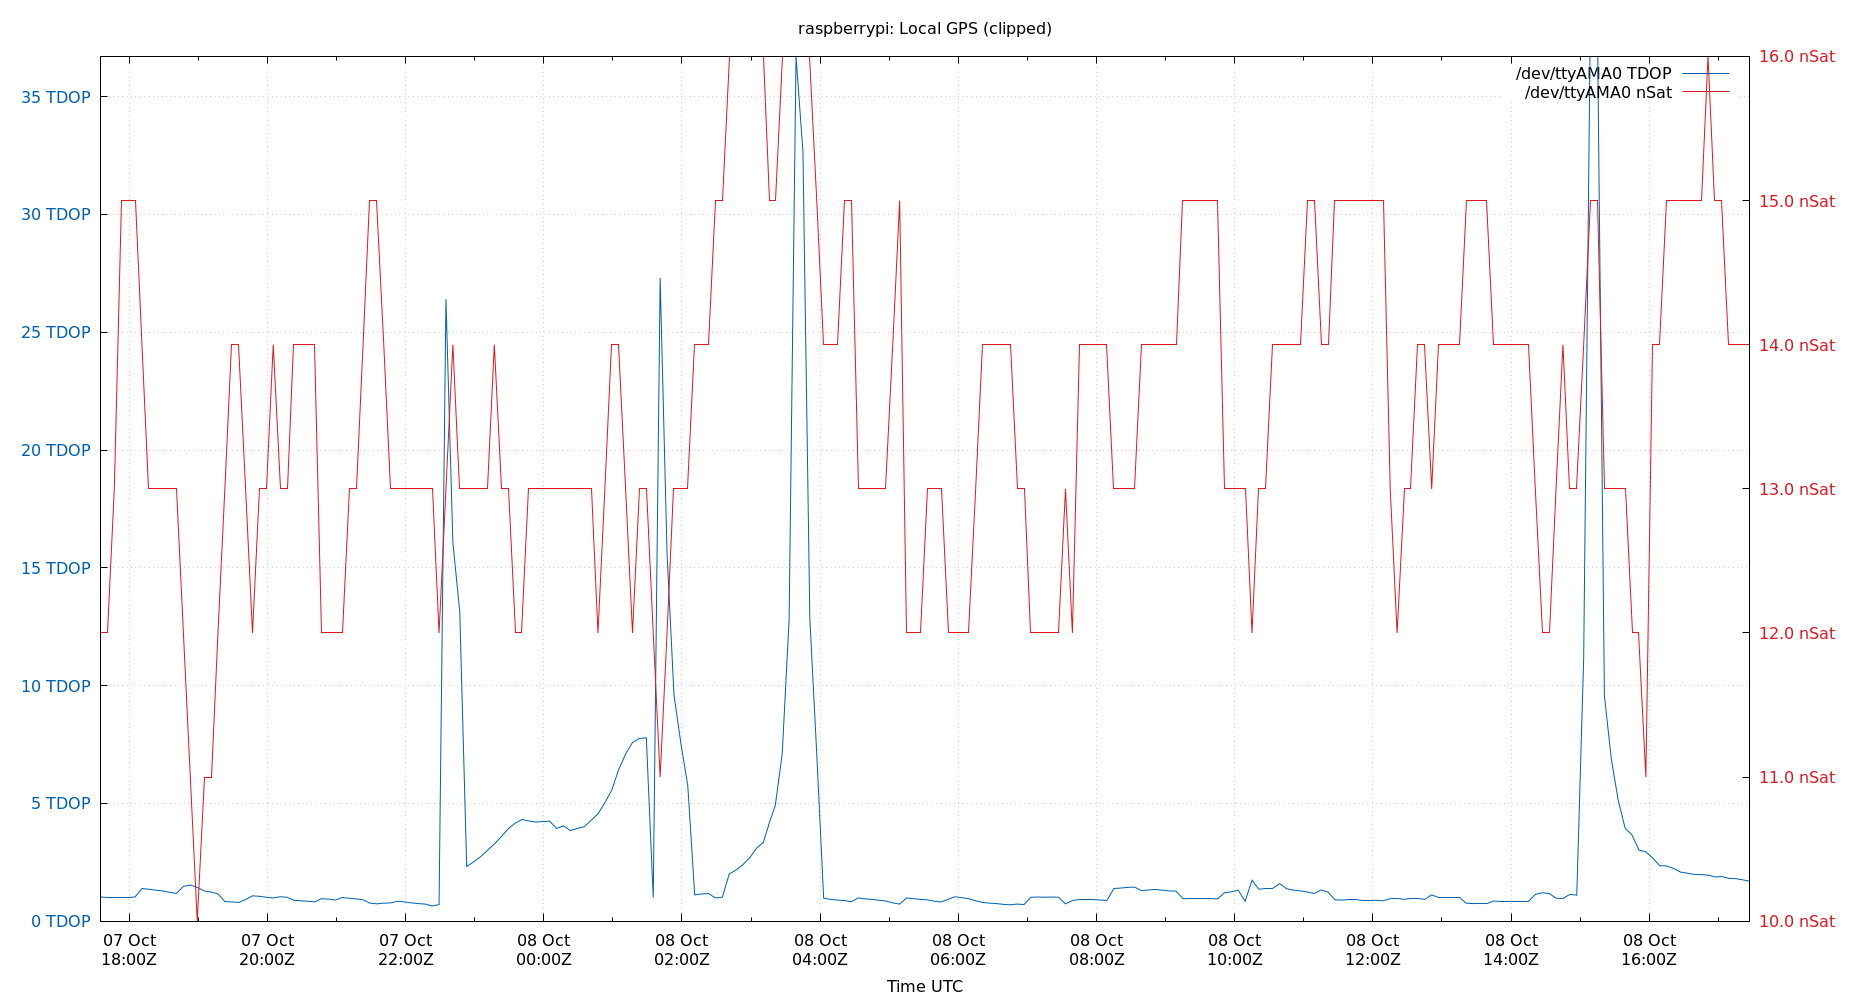 raspberrypi: Local GPS (clipped)
/dev/ttyAMA0 TDOP
/dev/ttyAMA0 nSat
35 TDOP
30 TDOP
25 TDOP
20 TDOP
15 TDOP
10 TDOP
5 TDOP
0 TDOP
16.0 nSat
15.0 nSat
14.0 nSat
13.0 nSat
12.0 nSat
11.0 nSat
10.0 nSat
07 Oct
18:00Z
07 Oct
20:00Z
07 Oct
22:00Z
08 Oct
00:00Z
08 Oct
02:00Z
08 Oct
04:00Z
08 Oct
06:00Z
08 Oct
08:00Z
08 Oct
10:00Z
08 Oct
12:00Z
08 Oct
14:00Z
08 Oct
16:00Z
Time UTC